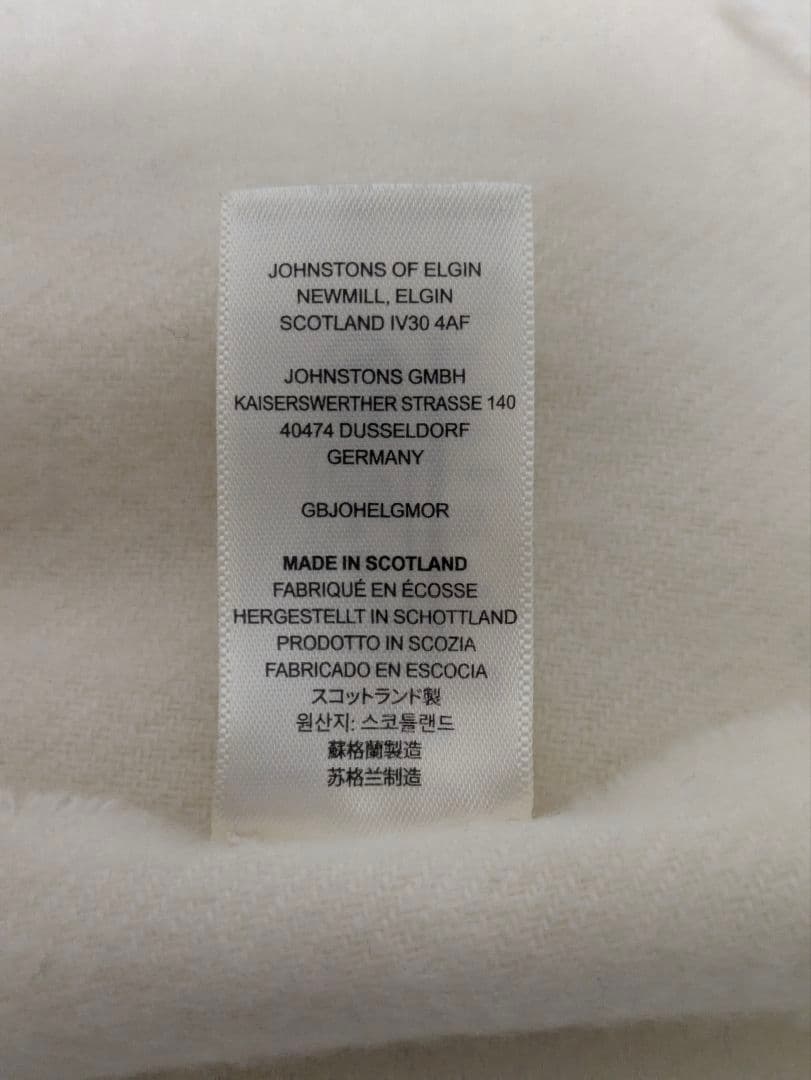 JOHNSTONS OF ELGIN
NEWMILL, ELGIN
SCOTLAND IV30 4AF
JOHNSTONS GMBH
KAISERSWERTHER STRASSE 140
40474 DUSSELDORF
GERMANY
GBJOHELGMOR
MADE IN SCOTLAND
FABRIQUÉ EN ÉCOSSE
HERGESTELLT IN SCHOTTLAND
PRODOTTO IN SCOZIA
FABRICADO EN ESCOCIA
スコットランド製
원산지: 스코틀랜드
蘇格蘭製造
苏格兰制造